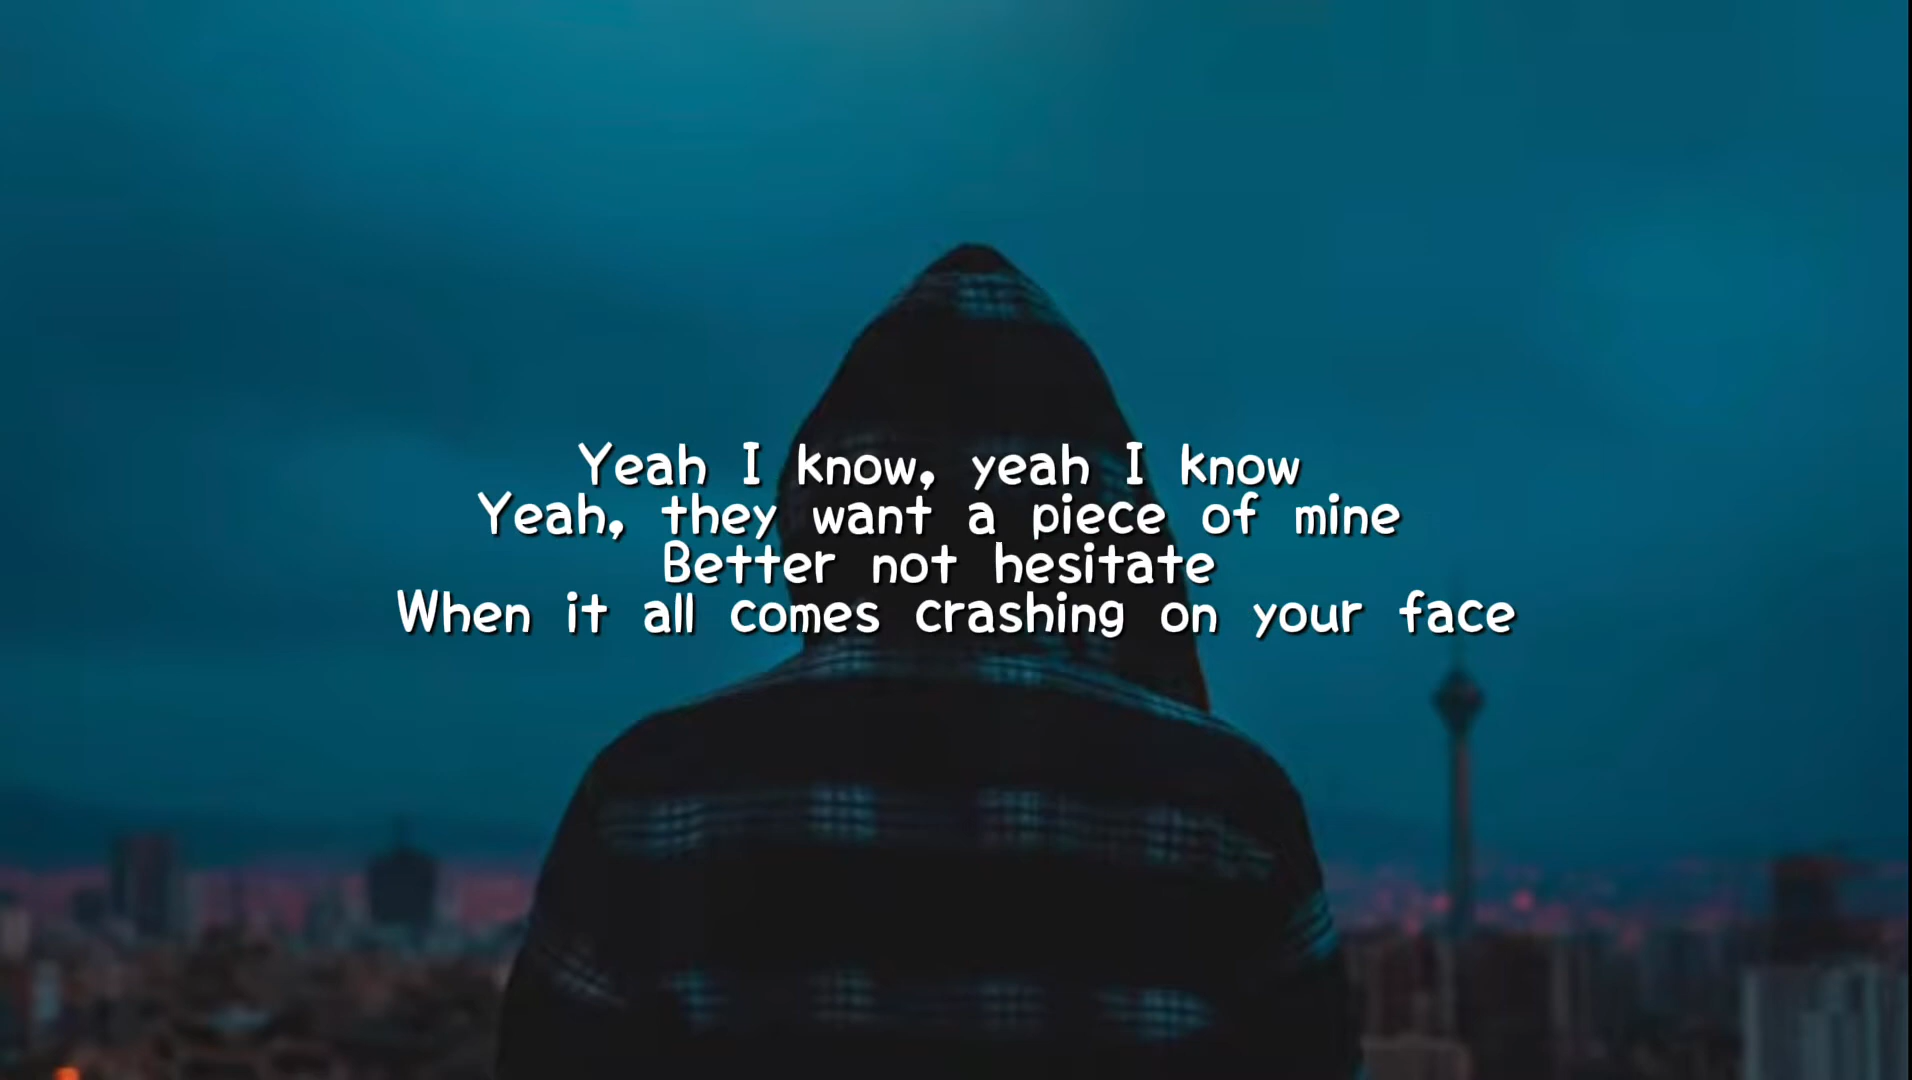 Yeah I know, yeah I know
Yeah, they want a piece of mine
Better not hesitate
When it all comes crashing on your face